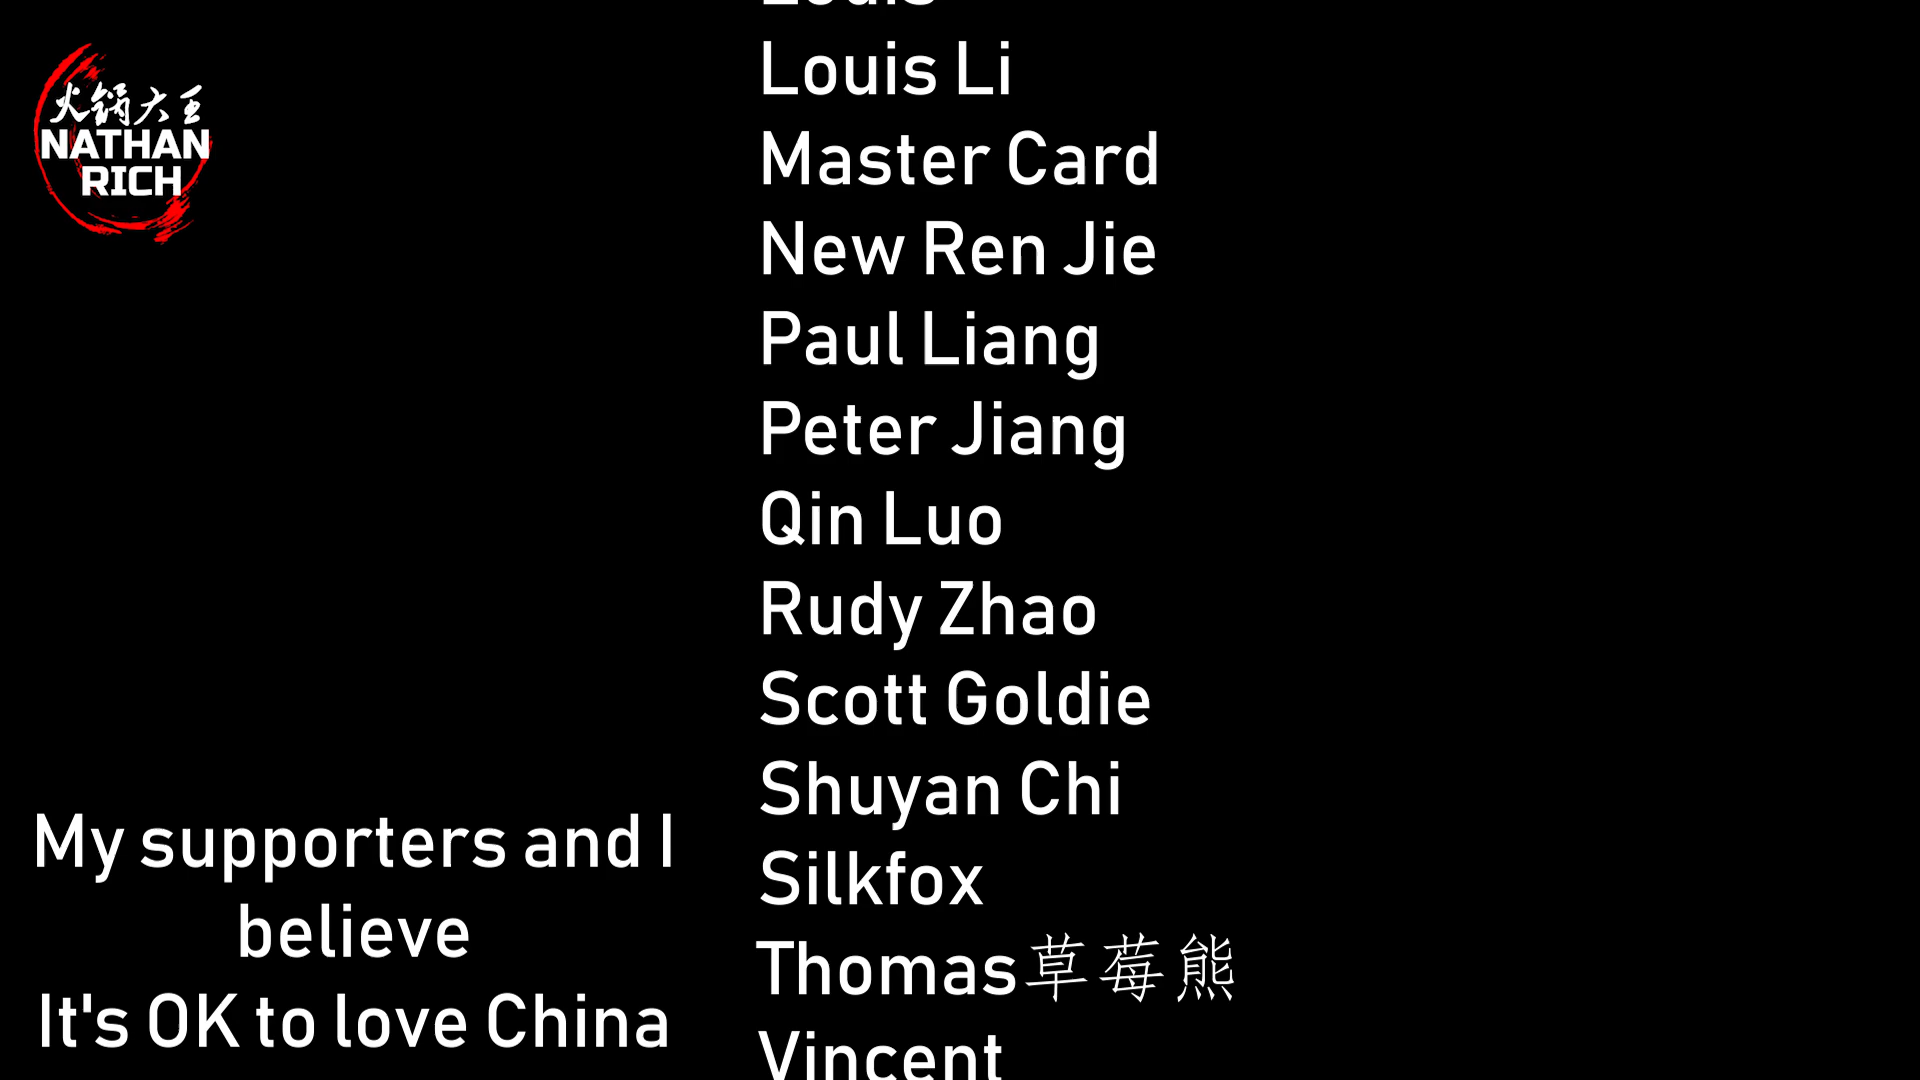 火锅大王
NATHAN
RICH
Louis
Louis Li
Master Card
New Ren Jie
Paul Liang
Peter Jiang
Qin Luo
Rudy Zhao
Scott Goldie
Shuyan Chi
Silkfox
Thomas草莓熊
Vincent
My supporters and I
believe
It's OK to love China